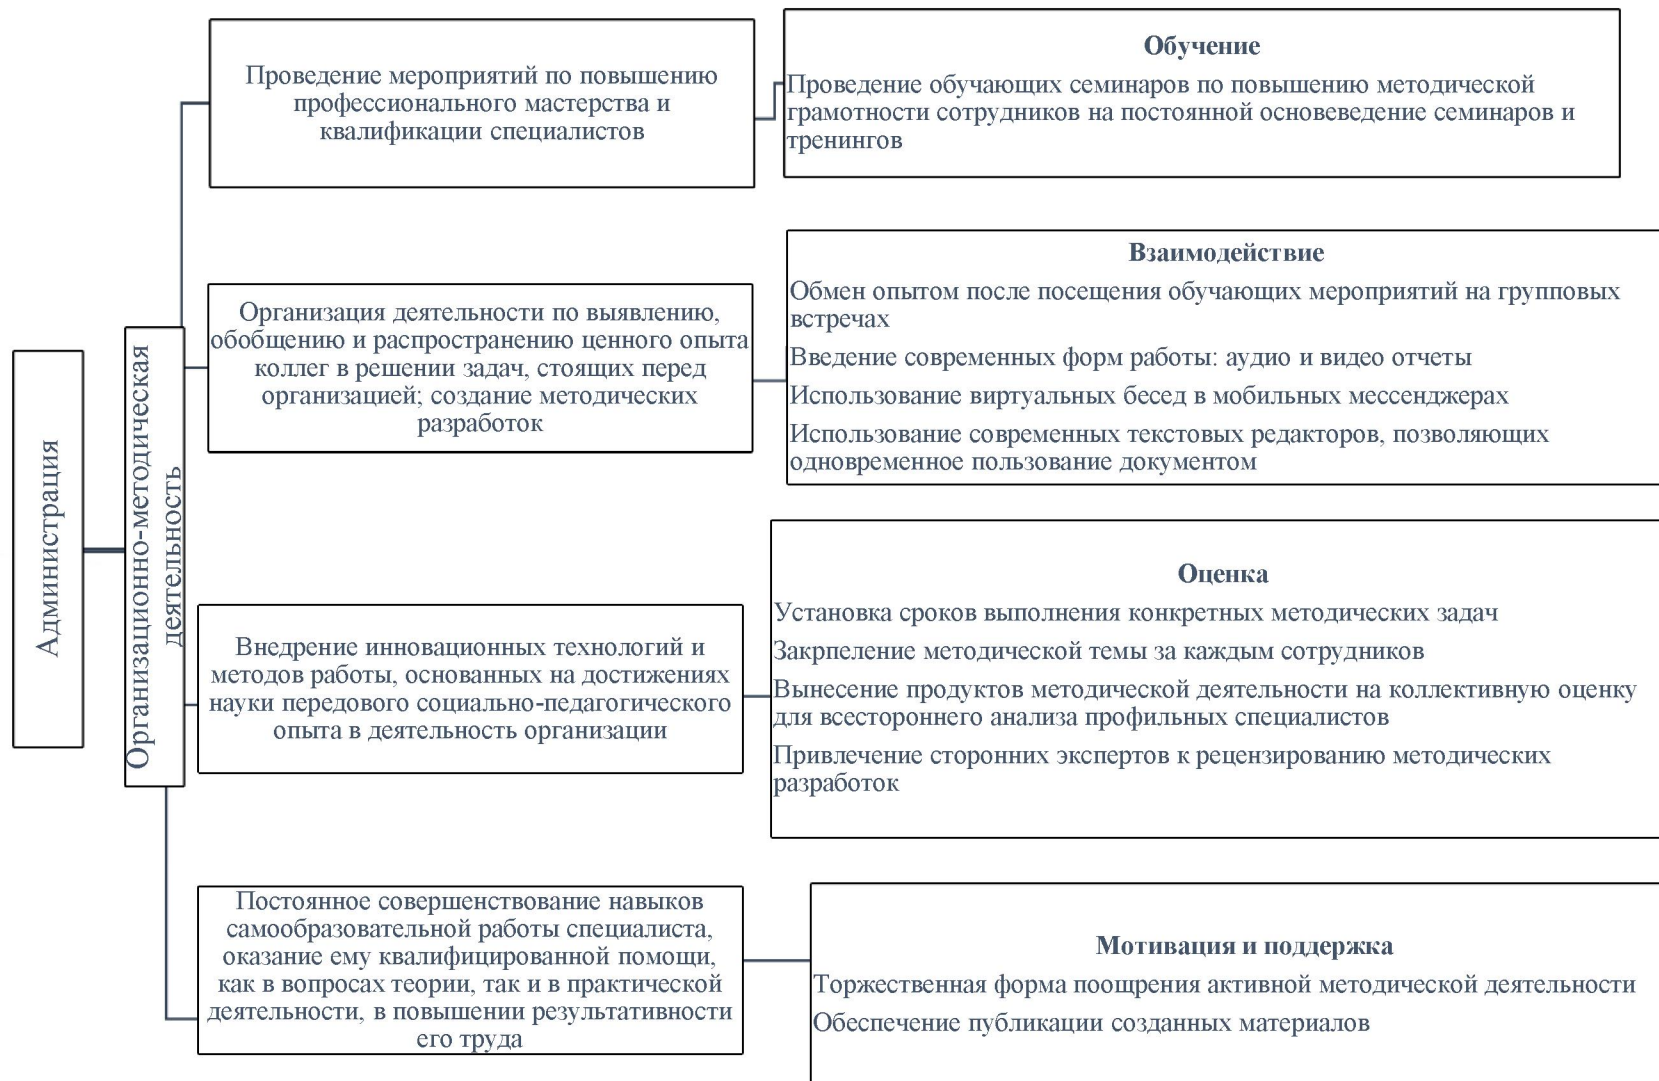 Администрация
Организационно-методическая
деятельность
Проведение мероприятий по повышению
профессионального мастерства и
квалификации специалистов
Обучение
Проведение обучающих семинаров по повышению методической
грамотности сотрудников на постоянной основеведение семинаров и
тренингов
Организация деятельности по выявлению,
обобщению и распространению ценного опыта
коллег в решении задач, стоящих перед
организацией; создание методических
разработок
Взаимодействие
Обмен опытом после посещения обучающих мероприятий на групповых
встречах
Введение современных форм работы: аудио и видео отчеты
Использование виртуальных бесед в мобильных мессенджерах
Использование современных текстовых редакторов, позволяющих
одновременное пользование документом
Внедрение инновационных технологий и
методов работы, основанных на достижениях
науки передового социально-педагогического
опыта в деятельность организации
Оценка
Установка сроков выполнения конкретных методических задач
Закрпеление методической темы за каждым сотрудников
Вынесение продуктов методической деятельности на коллективную оценку
для всестороннего анализа профильных специалистов
Привлечение сторонних экспертов к рецензированию методических
разработок
Постоянное совершенствование навыков
самообразовательной работы специалиста,
оказание ему квалифицированной помощи,
как в вопросах теории, так и в практической
деятельности, в повышении результативности
его труда
Мотивация и поддержка
Торжественная форма поощрения активной методической деятельности
Обеспечение публикации созданных материалов